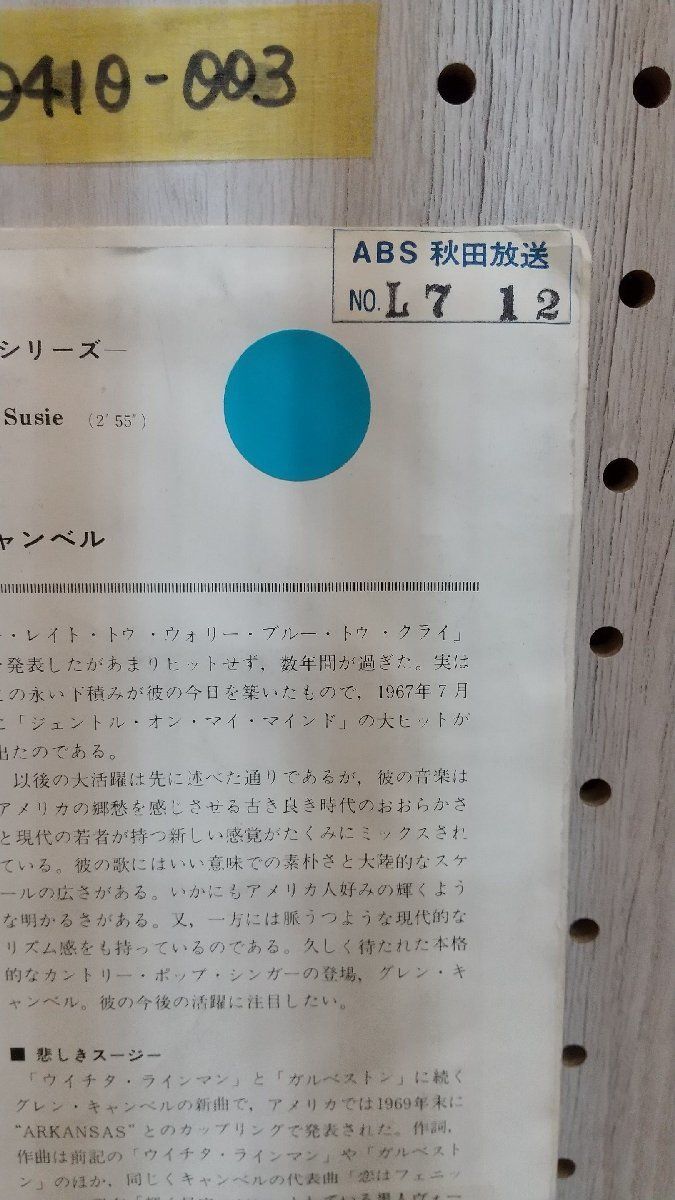 9410-003
ABS 秋田放送
NO. L7 12
シリーズ―
Susie (2′55″)
ャンベル
・レイト・トゥ・ウォリー・ブルー・トゥ・クライ」
発表したがあまりヒットせず，数年間が過ぎた。実は
この永い下積みが彼の今日を築いたもので，1967年7月
に「ジェントル・オン・マイ・マインド」の大ヒットが
出たのである。
以後の大活躍は先に述べた通りであるが，彼の音楽は
アメリカの郷愁を感じさせる古き良き時代のおおらかさ
と現代の若者が持つ新しい感覚がたくみにミックスされ
ている。彼の歌にはいい意味での素朴さと大陸的なスケ
ールの広さがある。いかにもアメリカ人好みの輝くよう
な明かるさがある。又，一方には脈うつような現代的な
リズム感をも持っているのである。久しく待たれた本格
的なカントリー・ポップ・シンガーの登場，グレン・キ
ャンベル。彼の今後の活躍に注目したい。
■ 悲しきスージー
「ウイチタ・ラインマン」と「ガルベストン」に続く
グレン・キャンベルの新曲で，アメリカでは1969年末に
"ARKANSAS"とのカップリングで発表された。作詞，
作曲は前記の「ウイチタ・ラインマン」や「ガルベスト
ン」のほか，同じくキャンベルの代表曲「恋はフェニッ